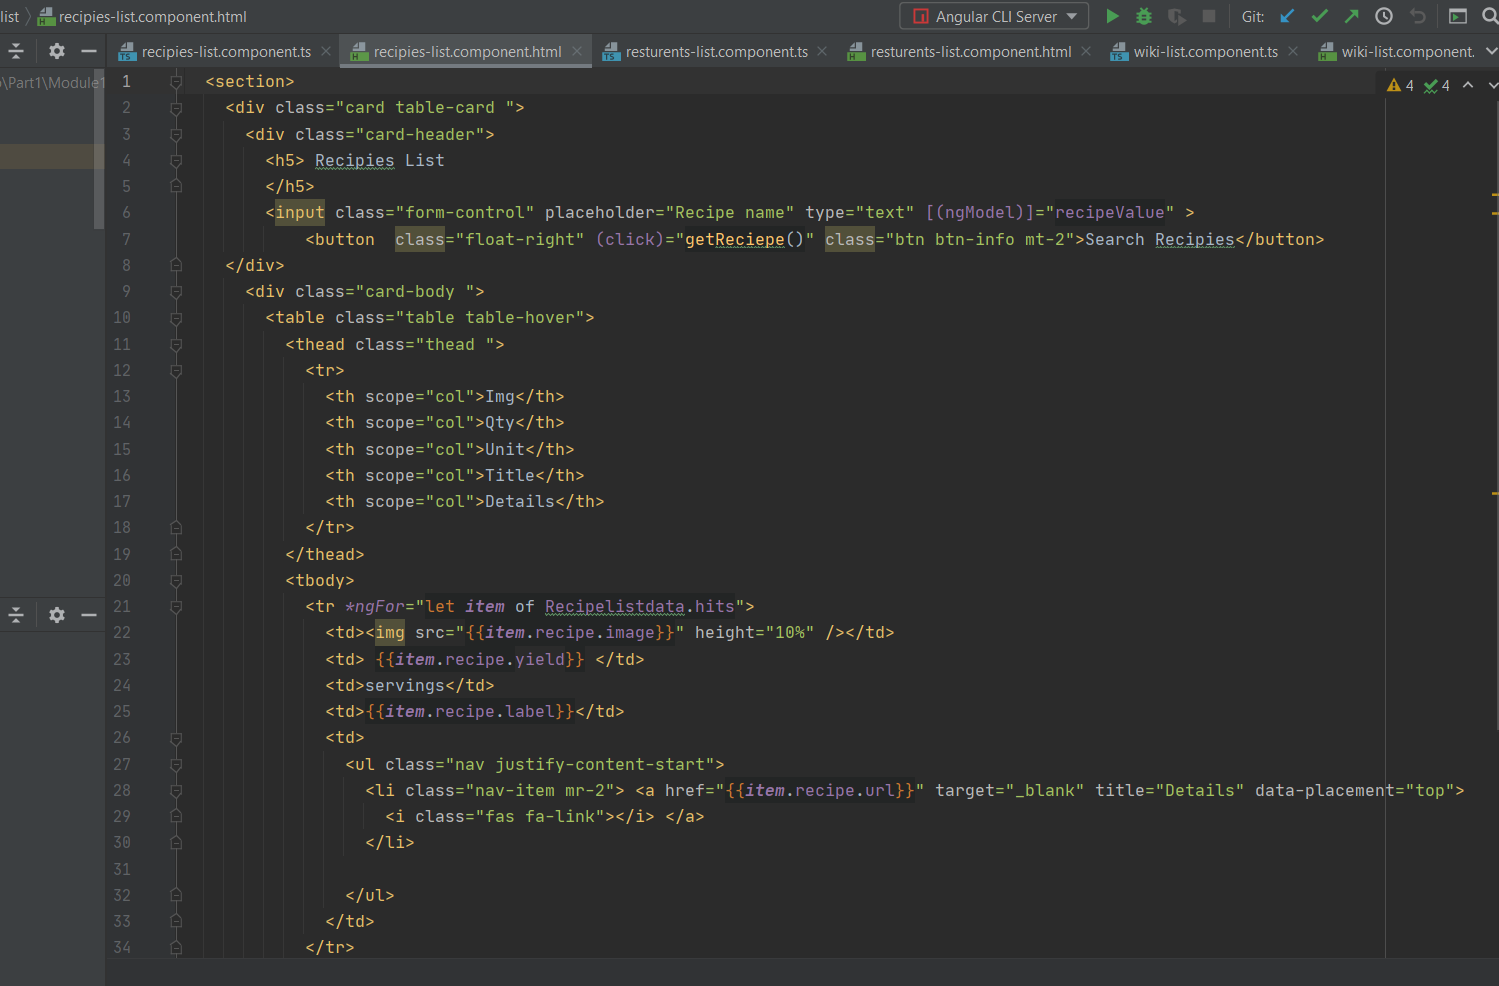 list recipies-list.component.html Angular CLI Server Git:
recipies-list.component.ts recipies-list.component.html resturents-list.component.ts resturents-list.component.html wiki-list.component.ts wiki-list.component.
\Part1\Module1
4 4
1 <section>
2 <div class="card table-card ">
3 <div class="card-header">
4 <h5> Recipies List
5 </h5>
6 <input class="form-control" placeholder="Recipe name" type="text" [(ngModel)]="recipeValue" >
7 <button class="float-right" (click)="getReciepe()" class="btn btn-info mt-2">Search Recipies</button>
8 </div>
9 <div class="card-body ">
10 <table class="table table-hover">
11 <thead class="thead ">
12 <tr>
13 <th scope="col">Img</th>
14 <th scope="col">Qty</th>
15 <th scope="col">Unit</th>
16 <th scope="col">Title</th>
17 <th scope="col">Details</th>
18 </tr>
19 </thead>
20 <tbody>
21 <tr *ngFor="let item of Recipelistdata.hits">
22 <td><img src="{{item.recipe.image}}" height="10%" /></td>
23 <td> {{item.recipe.yield}} </td>
24 <td>servings</td>
25 <td>{{item.recipe.label}}</td>
26 <td>
27 <ul class="nav justify-content-start">
28 <li class="nav-item mr-2"> <a href="{{item.recipe.url}}" target="_blank" title="Details" data-placement="top">
29 <i class="fas fa-link"></i> </a>
30 </li>
31
32 </ul>
33 </td>
34 </tr>